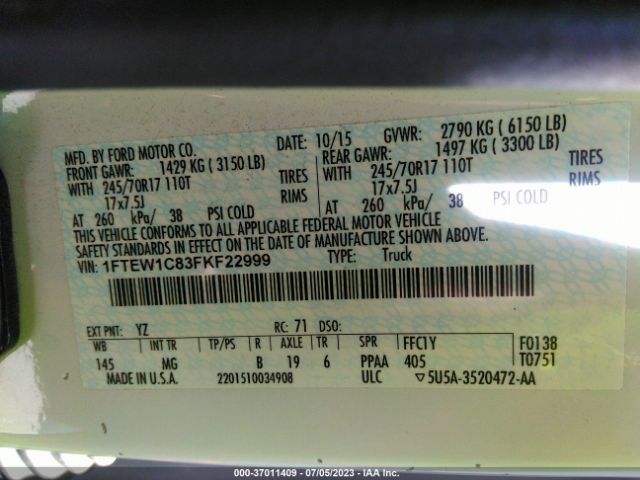 MFD. BY FORD MOTOR CO.
DATE: 10/15 GVWR: 2790 KG ( 6150 LB)
FRONT GAWR: 1429 KG ( 3150 LB) REAR GAWR: 1497 KG ( 3300 LB)
WITH 245/70R17 110T TIRES WITH 245/70R17 110T TIRES
17x7.5J RIMS 17x7.5J RIMS
AT 260 kPa/ 38 PSI COLD AT 260 kPa/ 38 PSI COLD
THIS VEHICLE CONFORMS TO ALL APPLICABLE FEDERAL MOTOR VEHICLE
SAFETY STANDARDS IN EFFECT ON THE DATE OF MANUFACTURE SHOWN ABOVE.
VIN: 1FTEW1C83FKF22999 TYPE: Truck
EXT PNT: YZ RC: 71 DSO:
WB INT TR TP/PS R AXLE TR SPR FFC1Y F0138
145 MG B 19 6 PPAA 405 T0751
MADE IN U.S.A. 2201510034908 ULC ▽5U5A-3520472-AA
000-37011409 - 07/05/2023 - IAA Inc.